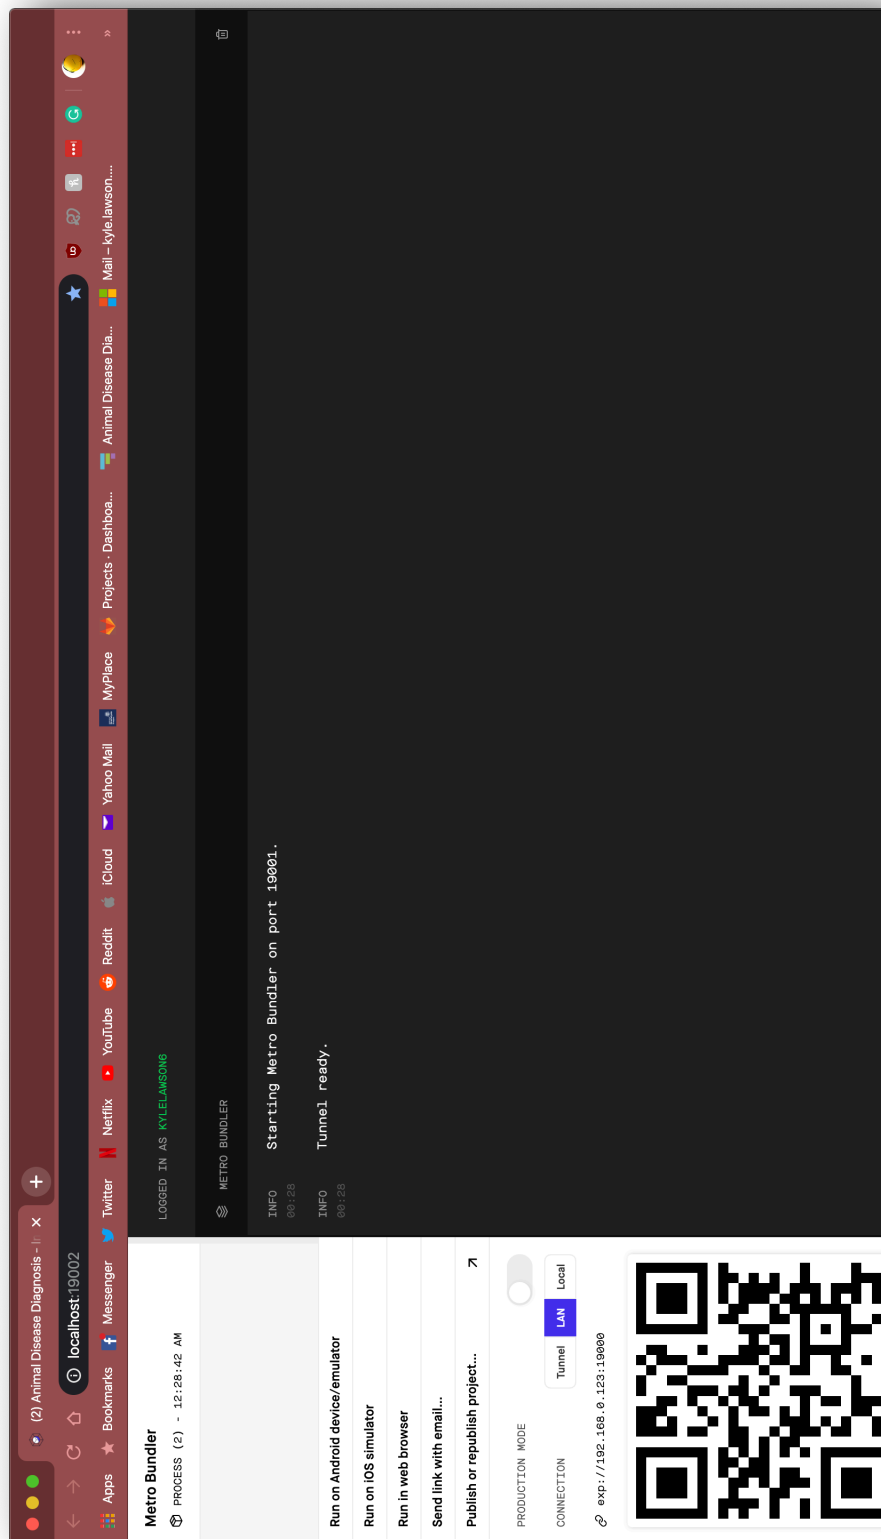 (2) Animal Disease Diagnosis - Ir
localhost:19002
Apps Bookmarks Messenger Twitter Netflix YouTube Reddit iCloud Yahoo Mail MyPlace Projects · Dashboa... Animal Disease Dia... Mail – kyle.lawson....
Metro Bundler
PROCESS (2) - 12:28:42 AM
Run on Android device/emulator
Run on iOS simulator
Run in web browser
Send link with email...
Publish or republish project...
PRODUCTION MODE
CONNECTION
Tunnel LAN Local
exp://192.168.0.123:19000
LOGGED IN AS KYLELAWSON6
METRO BUNDLER
INFO Starting Metro Bundler on port 19001.
00:28
INFO Tunnel ready.
00:28